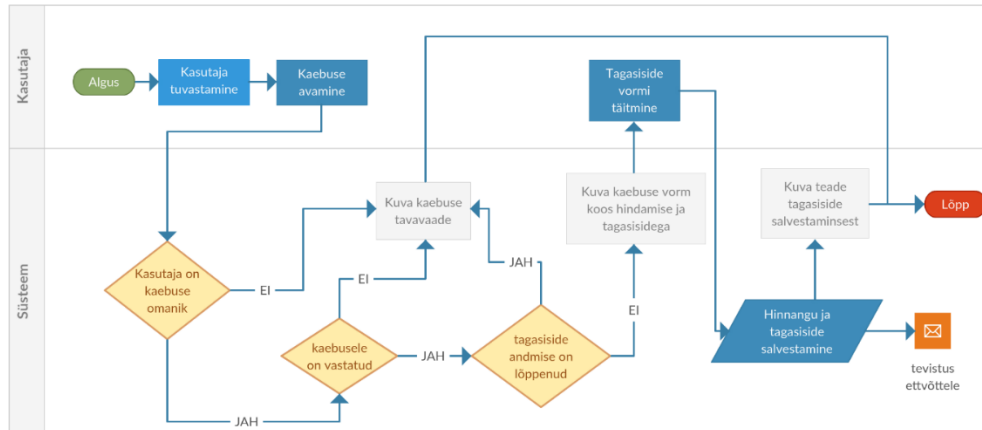 Kasutaja
Algus
Kasutaja
tuvastamine
Kaebuse
avamine
Tagasiside
vormi
täitmine
Süsteem
Kuva kaebuse
tavavaade
Kuva kaebuse vorm
koos hindamise ja
tagasisidega
Kuva teade
tagasiside
salvestaminsest
Lõpp
Kasutaja on
kaebuse
omanik
EI
EI
JAH
EI
kaebusele
on vastatud
JAH
tagasiside
andmise on
lõppenud
Hinnangu ja
tagasiside
salvestamine
tevistus
ettvõttele
JAH